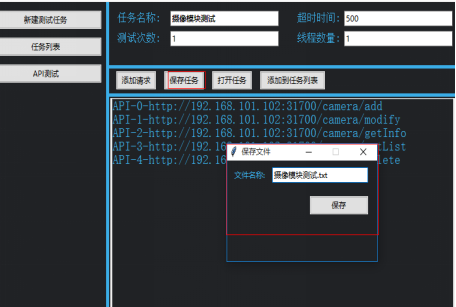 新建测试任务
任务列表
API测试
任务名称: 摄像模块测试 超时时间: 500
测试次数: 1 线程数量: 1
添加请求 保存任务 打开任务 添加到任务列表
API-0-http://192.168.101.102:31700/camera/add
API-1-http://192.168.101.102:31700/camera/modify
API-2-http://192.168.101.102:31700/camera/getInfo
API-3-http://192.168
API-4-http://192.16
保存文件
文件名称: 摄像模块测试.txt
保存